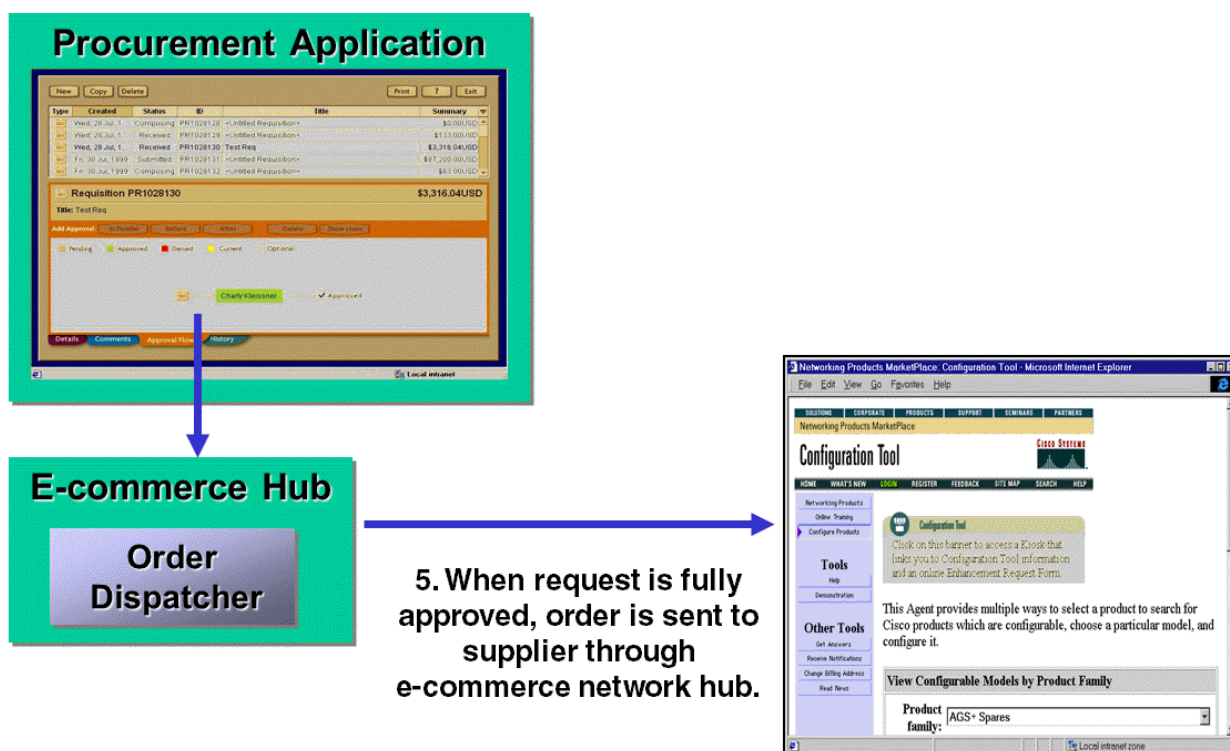 Procurement Application
New Copy Delete Print ? Exit
Type Created Status ID Title Summary
Wed, 28 Jul, 1... Composing PR1028128 <Untitled Requisition> $0.00USD
Wed, 28 Jul, 1... Received PR1028129 <Untitled Requisition> $133.00USD
Wed, 28 Jul, 1... Received PR1028130 Test Req $3,316.04USD
Fri, 30 Jul, 1999 Submitted PR1028131 <Untitled Requisition> $87,200.00USD
Fri, 30 Jul, 1999 Composing PR1028132 <Untitled Requisition> $63.00USD
Requisition PR1028130 $3,316.04USD
Title: Test Req
Add Approval: In Parallel Before After Delete Show Users
Pending Approved Denied Current Optional
Charly Kleissner Approved
Details Comments Approval Flow History
Local intranet
E-commerce Hub
Order
Dispatcher
5. When request is fully
approved, order is sent to
supplier through
e-commerce network hub.
Networking Products MarketPlace: Configuration Tool - Microsoft Internet Explorer
File Edit View Go Favorites Help
SOLUTIONS CORPORATE PRODUCTS SUPPORT SEMINARS PARTNERS
Networking Products MarketPlace
Configuration Tool
CISCO SYSTEMS
HOME WHAT'S NEW LOGIN REGISTER FEEDBACK SITE MAP SEARCH HELP
Networking Products
Online Training
Configure Products
Tools
Help
Demonstration
Other Tools
Get Answers
Receive Notifications
Change Billing Address
Read News
Configuration Tool
Click on this banner to access a Kiosk that
links you to Configuration Tool information
and an online Enhancement Request Form.
This Agent provides multiple ways to select a product to search for
Cisco products which are configurable, choose a particular model, and
configure it.
View Configurable Models by Product Family
Product
family:
AGS+ Spares
Local intranet zone